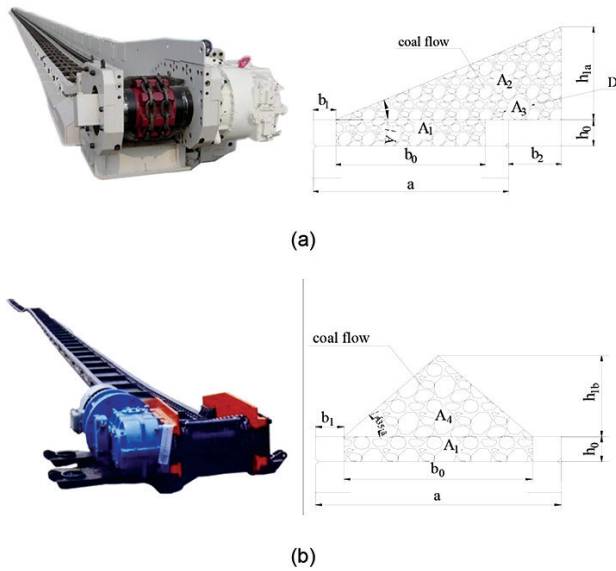 coal flow
b₁
A₂
A₃
D
h₁ₐ
A₁
γ
h₀
b₀
b₂
a
(a)
coal flow
b₁
A₄
h₁b
A₁
h₀
b₀
a
(b)